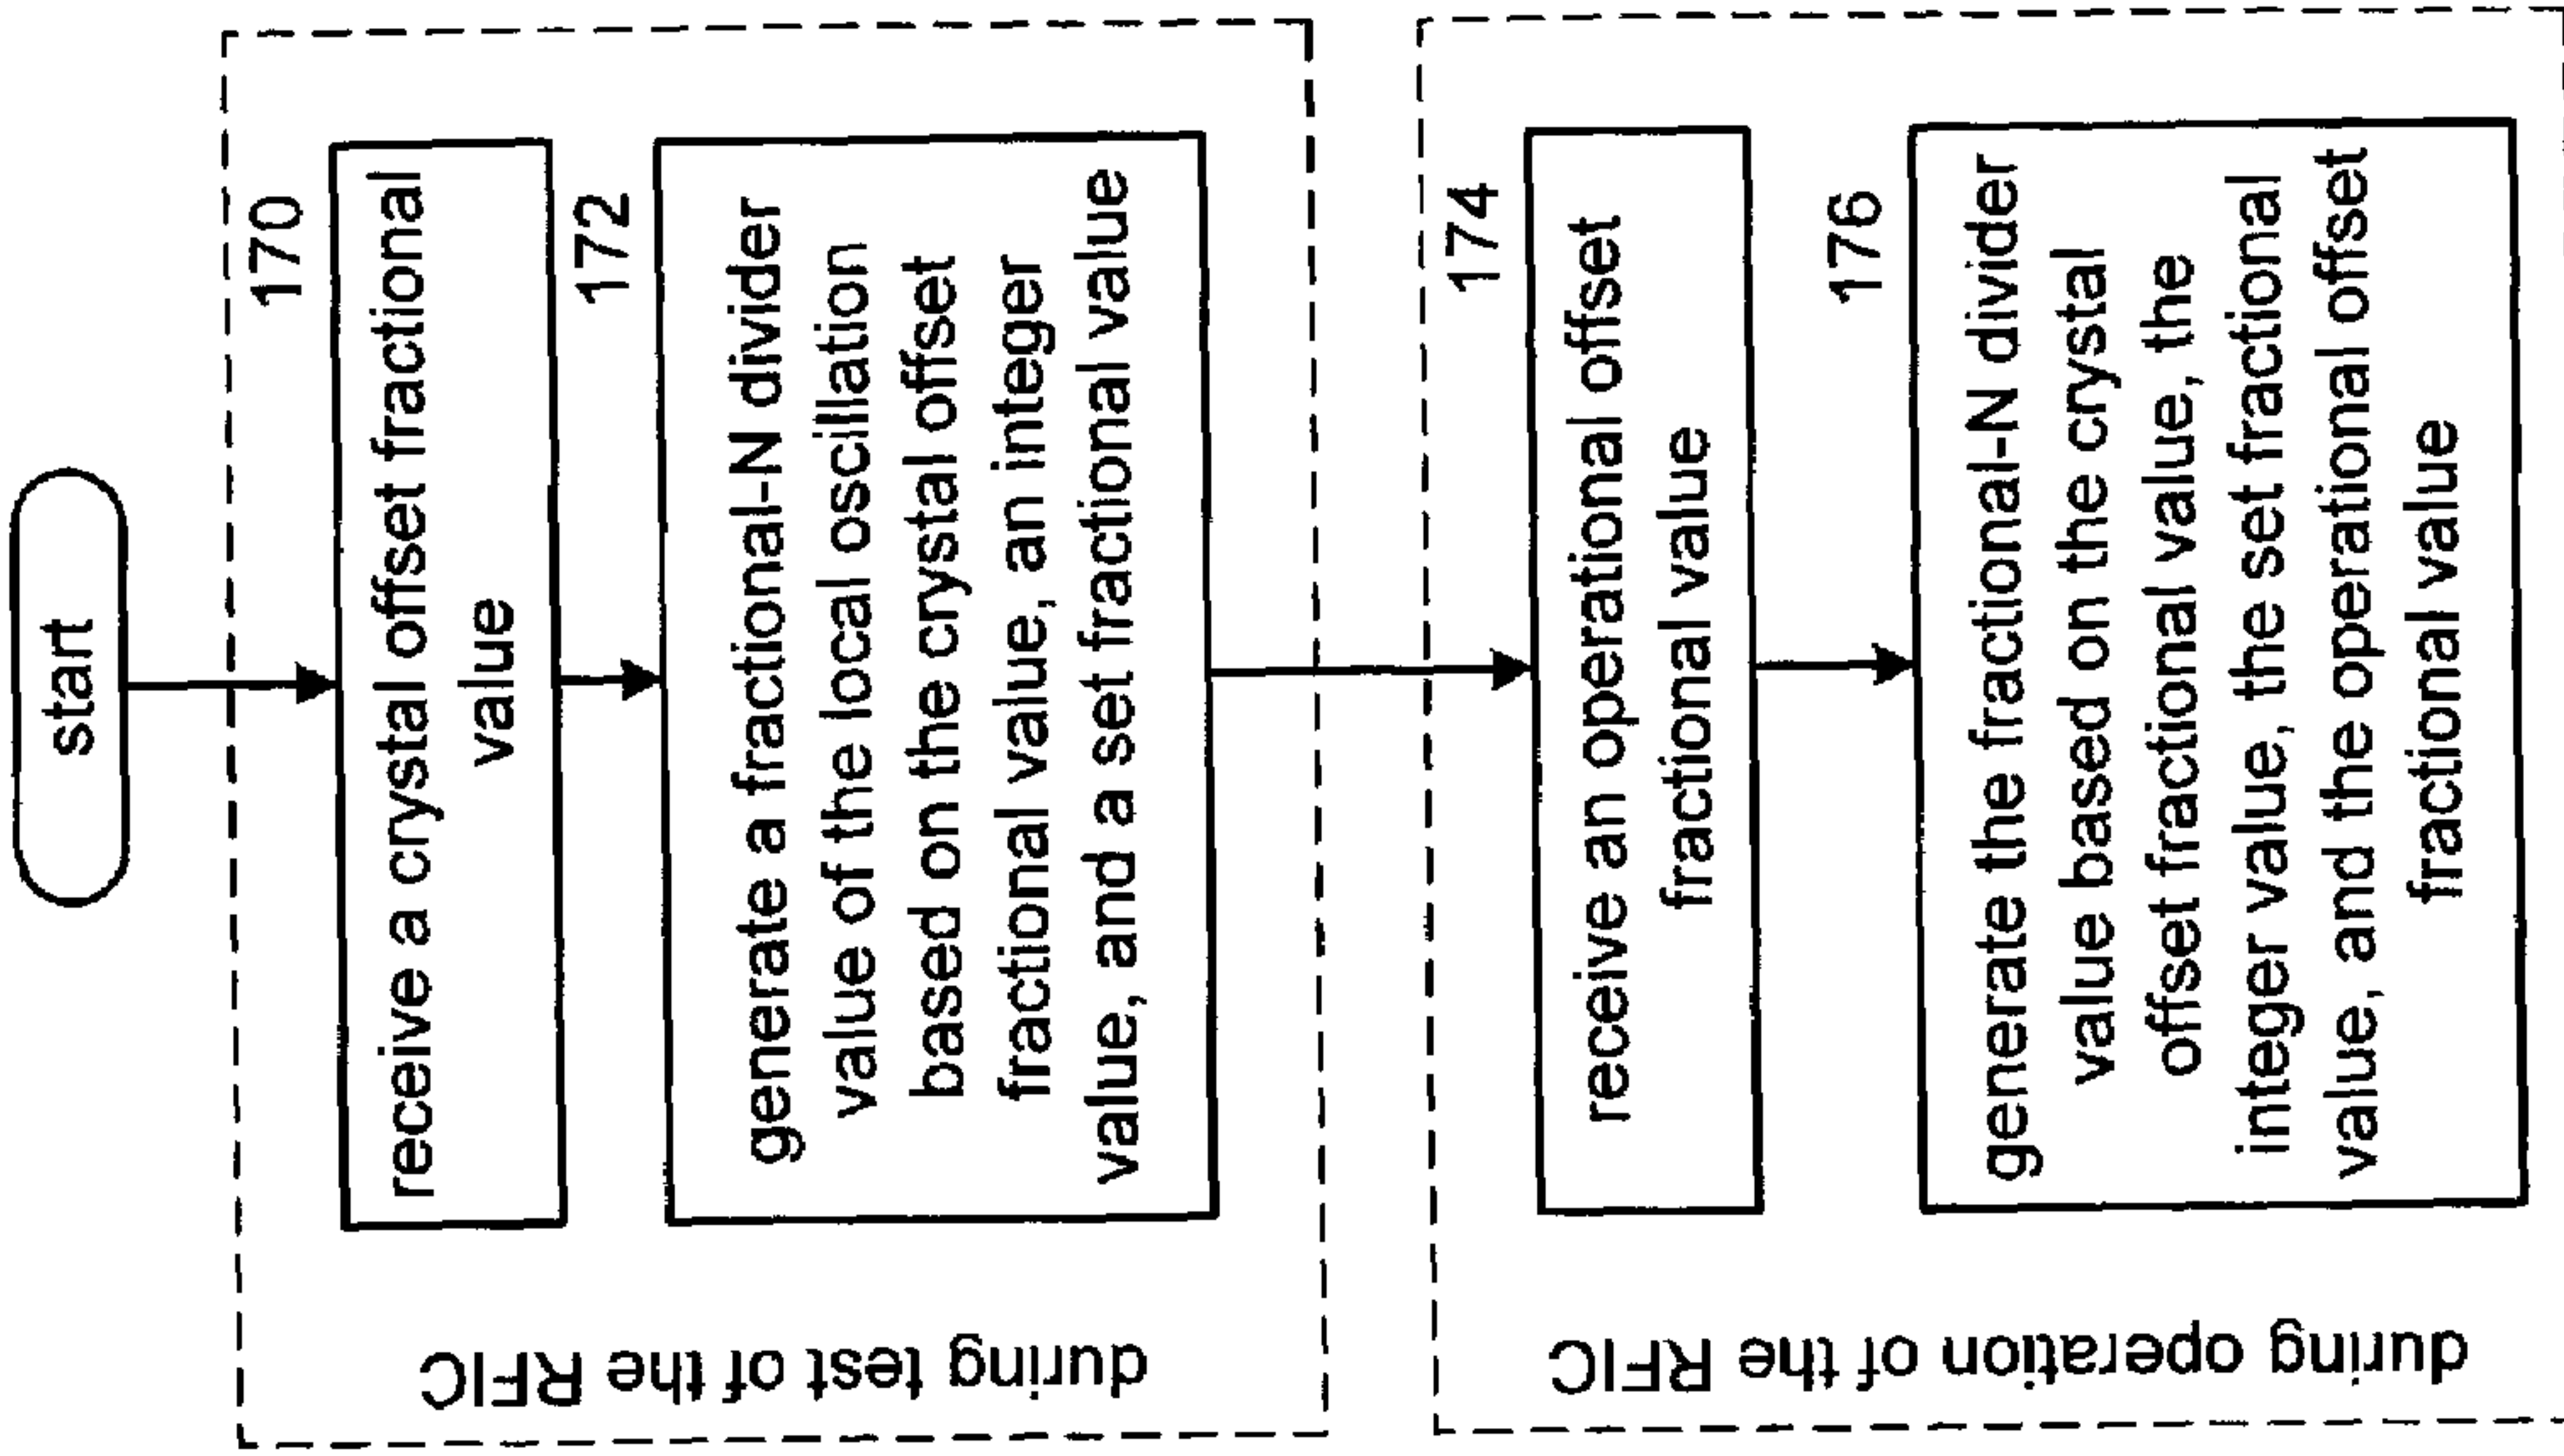 start
during test of the RFIC
170
receive a crystal offset fractional
value
172
generate a fractional-N divider
value of the local oscillation
based on the crystal offset
fractional value, an integer
value, and a set fractional value
during operation of the RFIC
174
receive an operational offset
fractional value
176
generate the fractional-N divider
value based on the crystal
offset fractional value, the
integer value, the set fractional
value, and the operational offset
fractional value